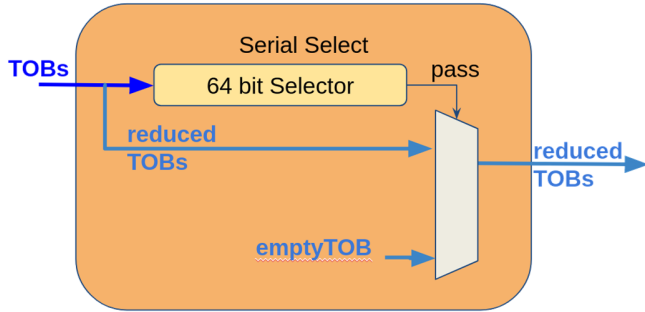 Serial Select
TOBs
64 bit Selector
pass
reduced
TOBs
reduced
TOBs
emptyTOB